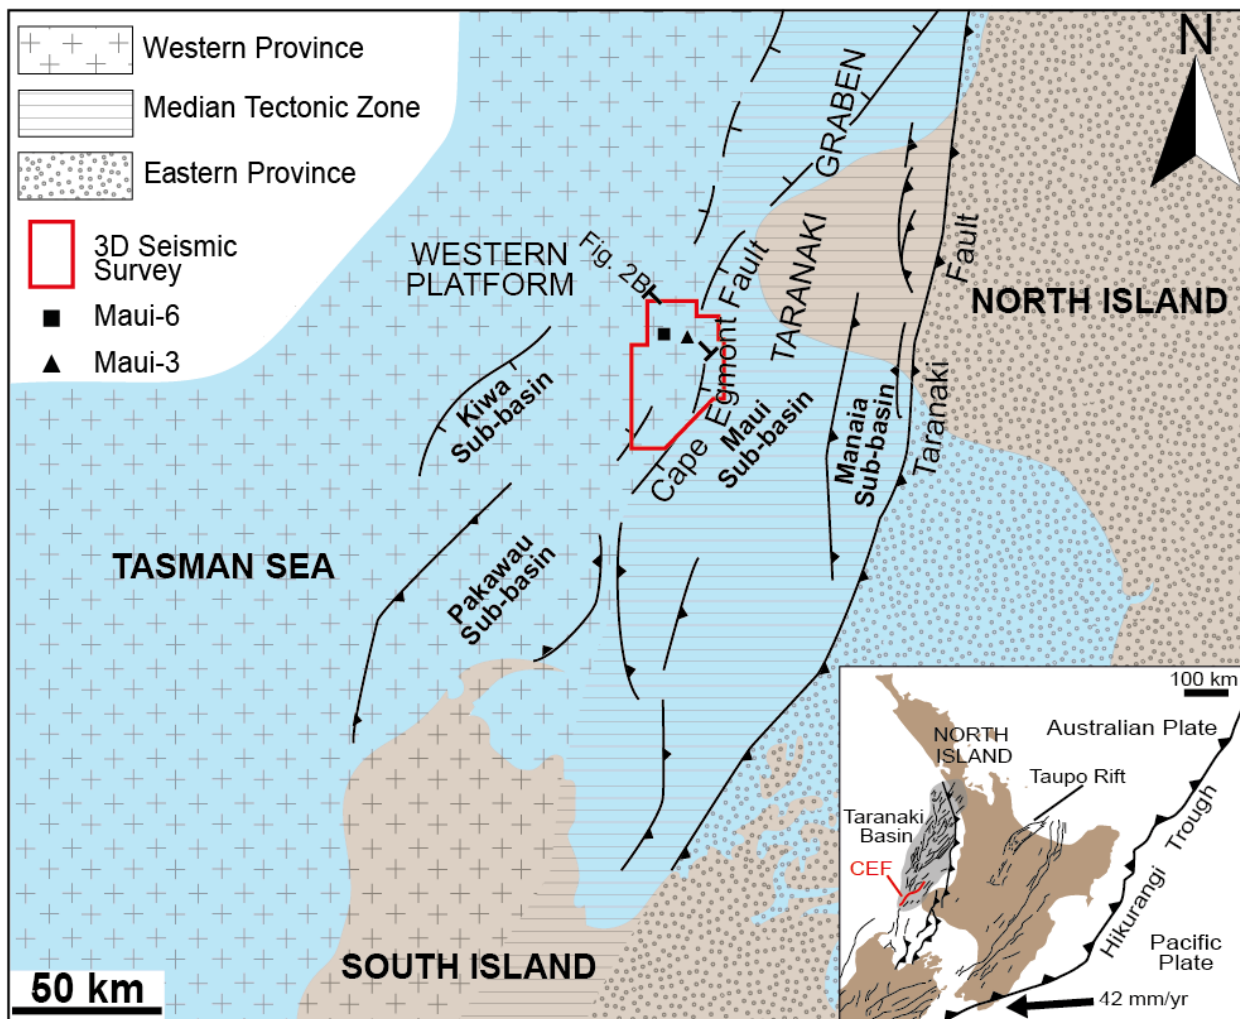 Western Province
Median Tectonic Zone
Eastern Province
3D Seismic
Survey
Maui-6
Maui-3
N
GRABEN
TARANAKI
WESTERN
PLATFORM
Fig. 2B
Cape Egmont Fault
Taranaki Fault
NORTH ISLAND
Kiwa
Sub-basin
Maui
Sub-basin
Manaia
Sub-basin
TASMAN SEA
Pakawau
Sub-basin
SOUTH ISLAND
50 km
100 km
NORTH
ISLAND
Australian Plate
Taupo Rift
Taranaki
Basin
CEF
Hikurangi Trough
Pacific
Plate
42 mm/yr